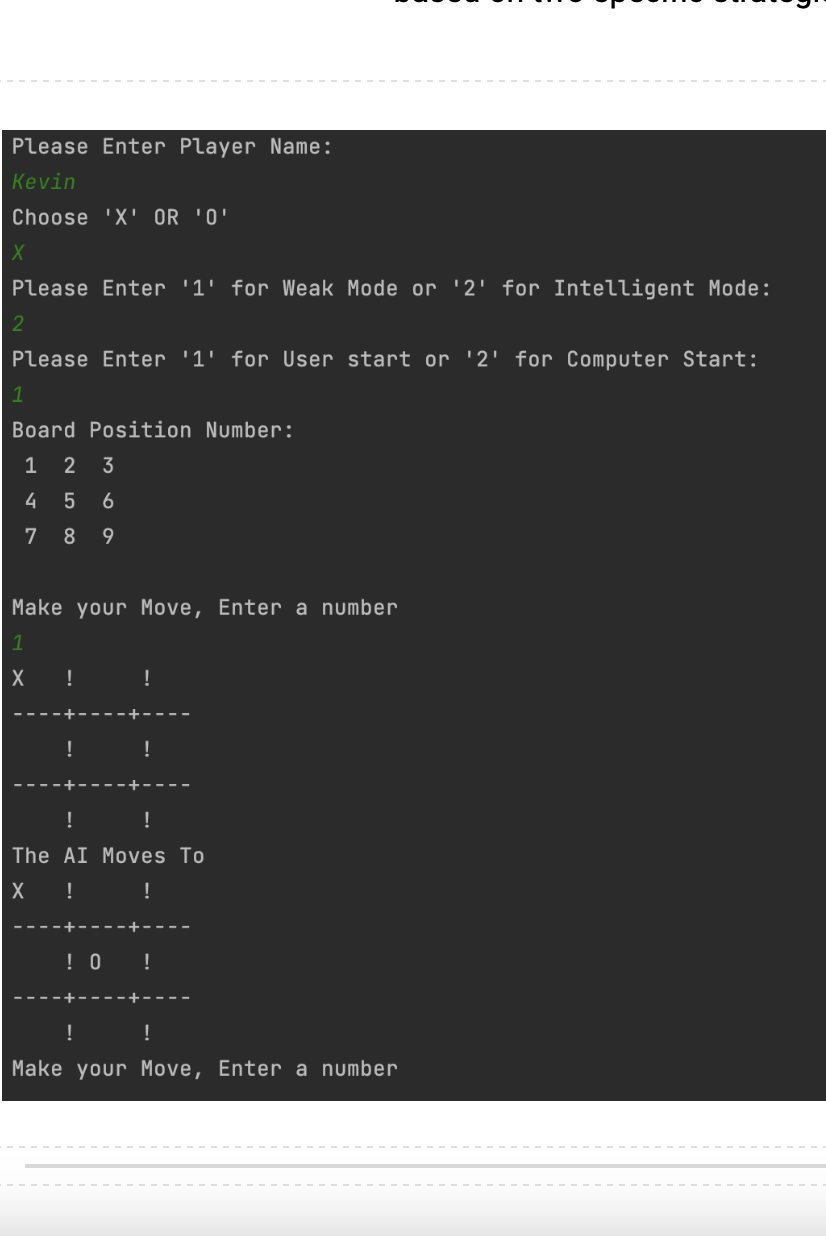 based on two specific strategi
Please Enter Player Name:
Kevin
Choose 'X' OR 'O'
X
Please Enter '1' for Weak Mode or '2' for Intelligent Mode:
2
Please Enter '1' for User start or '2' for Computer Start:
1
Board Position Number:
1  2  3
4  5  6
7  8  9
Make your Move, Enter a number
1
X   !     !
----+----+----
    !     !
----+----+----
    !     !
The AI Moves To
X   !     !
----+----+----
    ! O   !
----+----+----
    !     !
Make your Move, Enter a number